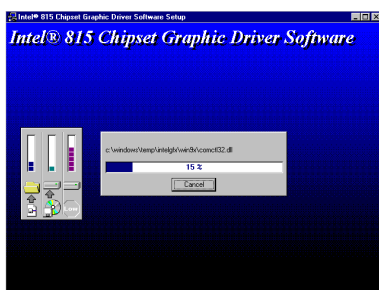 Intel® 815 Chipset Graphic Driver Software Setup
Intel® 815 Chipset Graphic Driver Software
c:\windows\temp\intelgfx\win9x\comctl32.dll
15 %
Cancel
Low